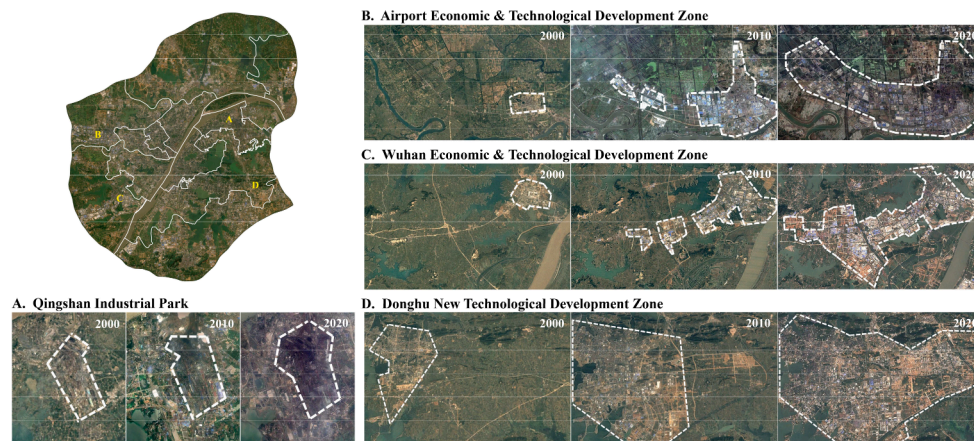 B. Airport Economic & Technological Development Zone
2000
2010
2020
A
B
C
D
C. Wuhan Economic & Technological Development Zone
2000
2010
2020
A. Qingshan Industrial Park
2000
2010
2020
D. Donghu New Technological Development Zone
2000
2010
2020